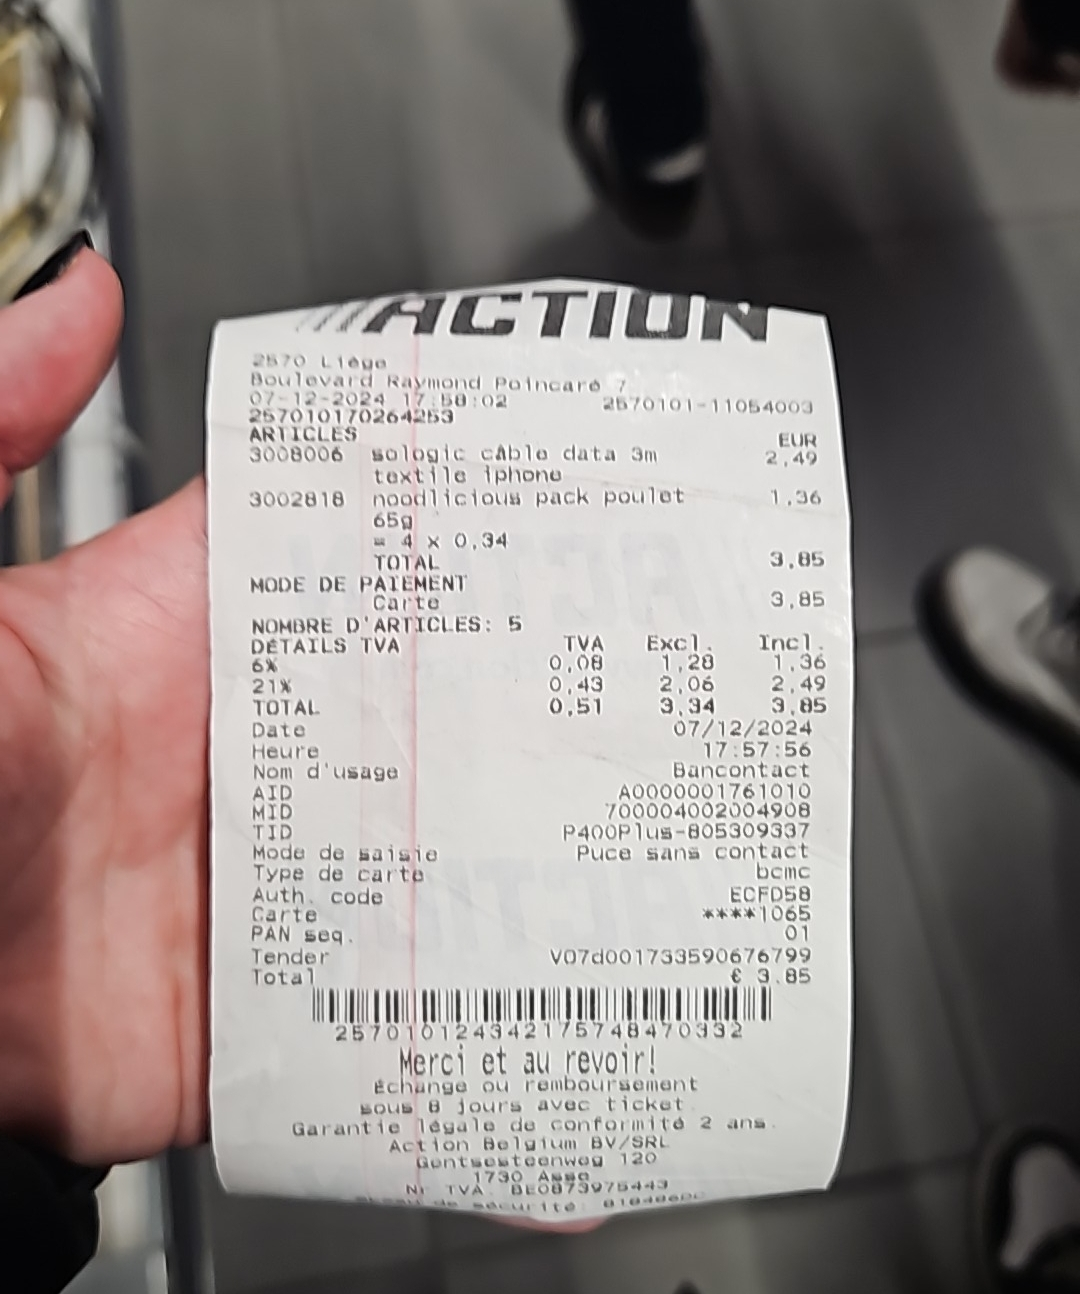 ACTION
2570 Liège
Boulevard Raymond Poincaré 7
07-12-2024 17:58:02 2570101-11054003
257010170264253
ARTICLES EUR
3008006 sologic câble data 3m 2,49
textile iphone
3002818 noodlicious pack poulet 1,36
65g
= 4 x 0,34
TOTAL 3,85
MODE DE PAIEMENT
Carte 3,85
NOMBRE D'ARTICLES: 5
DÉTAILS TVA TVA Excl. Incl.
6% 0,08 1,28 1,36
21% 0,43 2,06 2,49
TOTAL 0,51 3,34 3,85
Date 07/12/2024
Heure 17:57:56
Nom d'usage Bancontact
AID A0000001761010
MID 700004002004908
TID P400Plus-805309337
Mode de saisie Puce sans contact
Type de carte bcmc
Auth. code ECFD58
Carte ****1065
PAN seq. 01
Tender V07d001733590676799
Total € 3.85
257010124342175748470332
Merci et au revoir!
Échange ou remboursement
sous 8 jours avec ticket
Garantie légale de conformité 2 ans.
Action Belgium BV/SRL
Gentsesteenweg 120
1730 Asse
Nr TVA: BE0873975443
de sécurité: